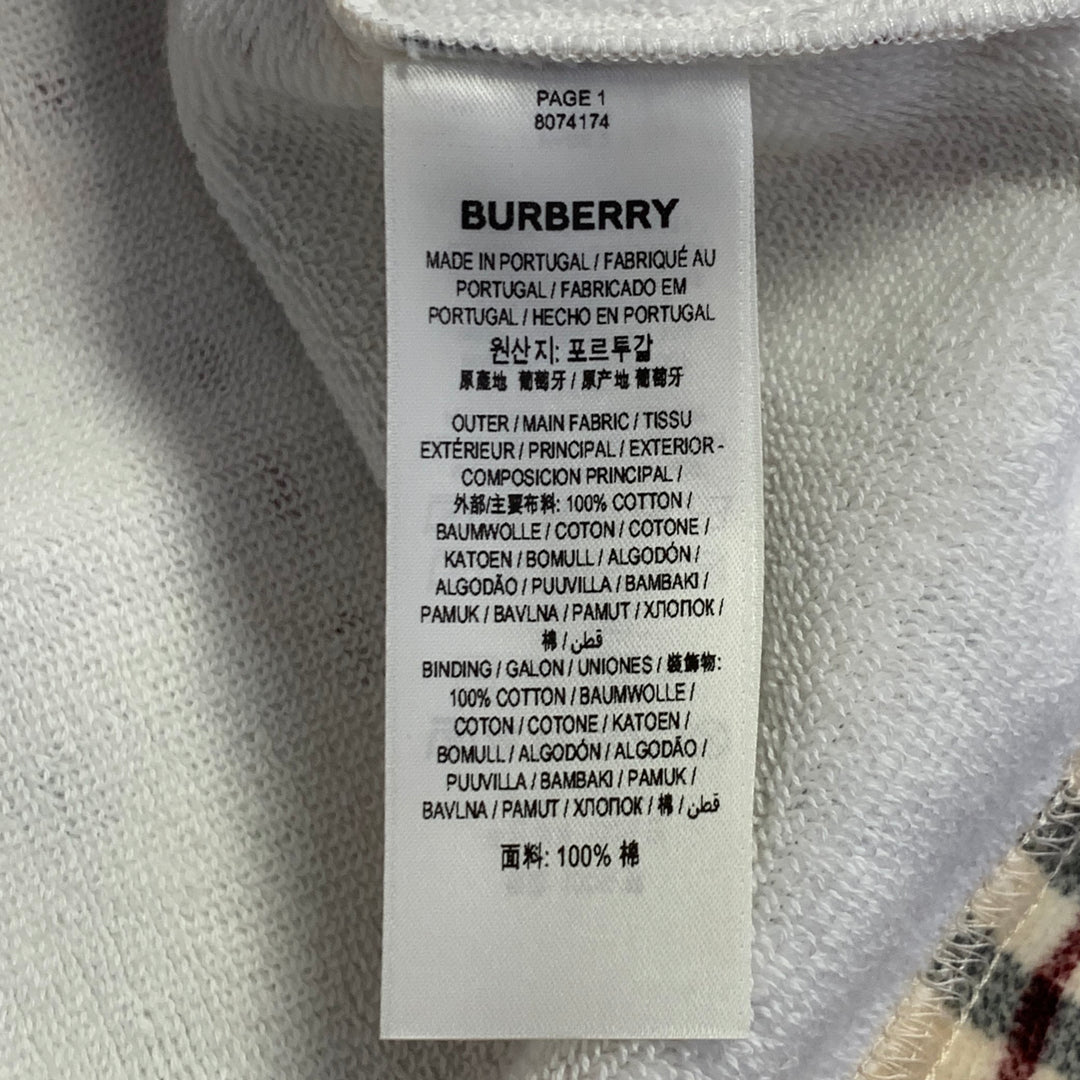 PAGE 1
8074174
BURBERRY
MADE IN PORTUGAL / FABRIQUÉ AU
PORTUGAL / FABRICADO EM
PORTUGAL / HECHO EN PORTUGAL
원산지: 포르투갈
原產地 葡萄牙 / 原产地 葡萄牙
OUTER / MAIN FABRIC / TISSU
EXTÉRIEUR / PRINCIPAL / EXTERIOR -
COMPOSICION PRINCIPAL /
外部/主要布料: 100% COTTON /
BAUMWOLLE / COTON / COTONE /
KATOEN / BOMULL / ALGODÓN /
ALGODÃO / PUUVILLA / BAMBAKI /
PAMUK / BAVLNA / PAMUT / ХЛОПОК /
棉 / قطن
BINDING / GALON / UNIONES / 裝飾物:
100% COTTON / BAUMWOLLE /
COTON / COTONE / KATOEN /
BOMULL / ALGODÓN / ALGODÃO /
PUUVILLA / BAMBAKI / PAMUK /
BAVLNA / PAMUT / ХЛОПОК / 棉 / قطن
面料: 100% 棉